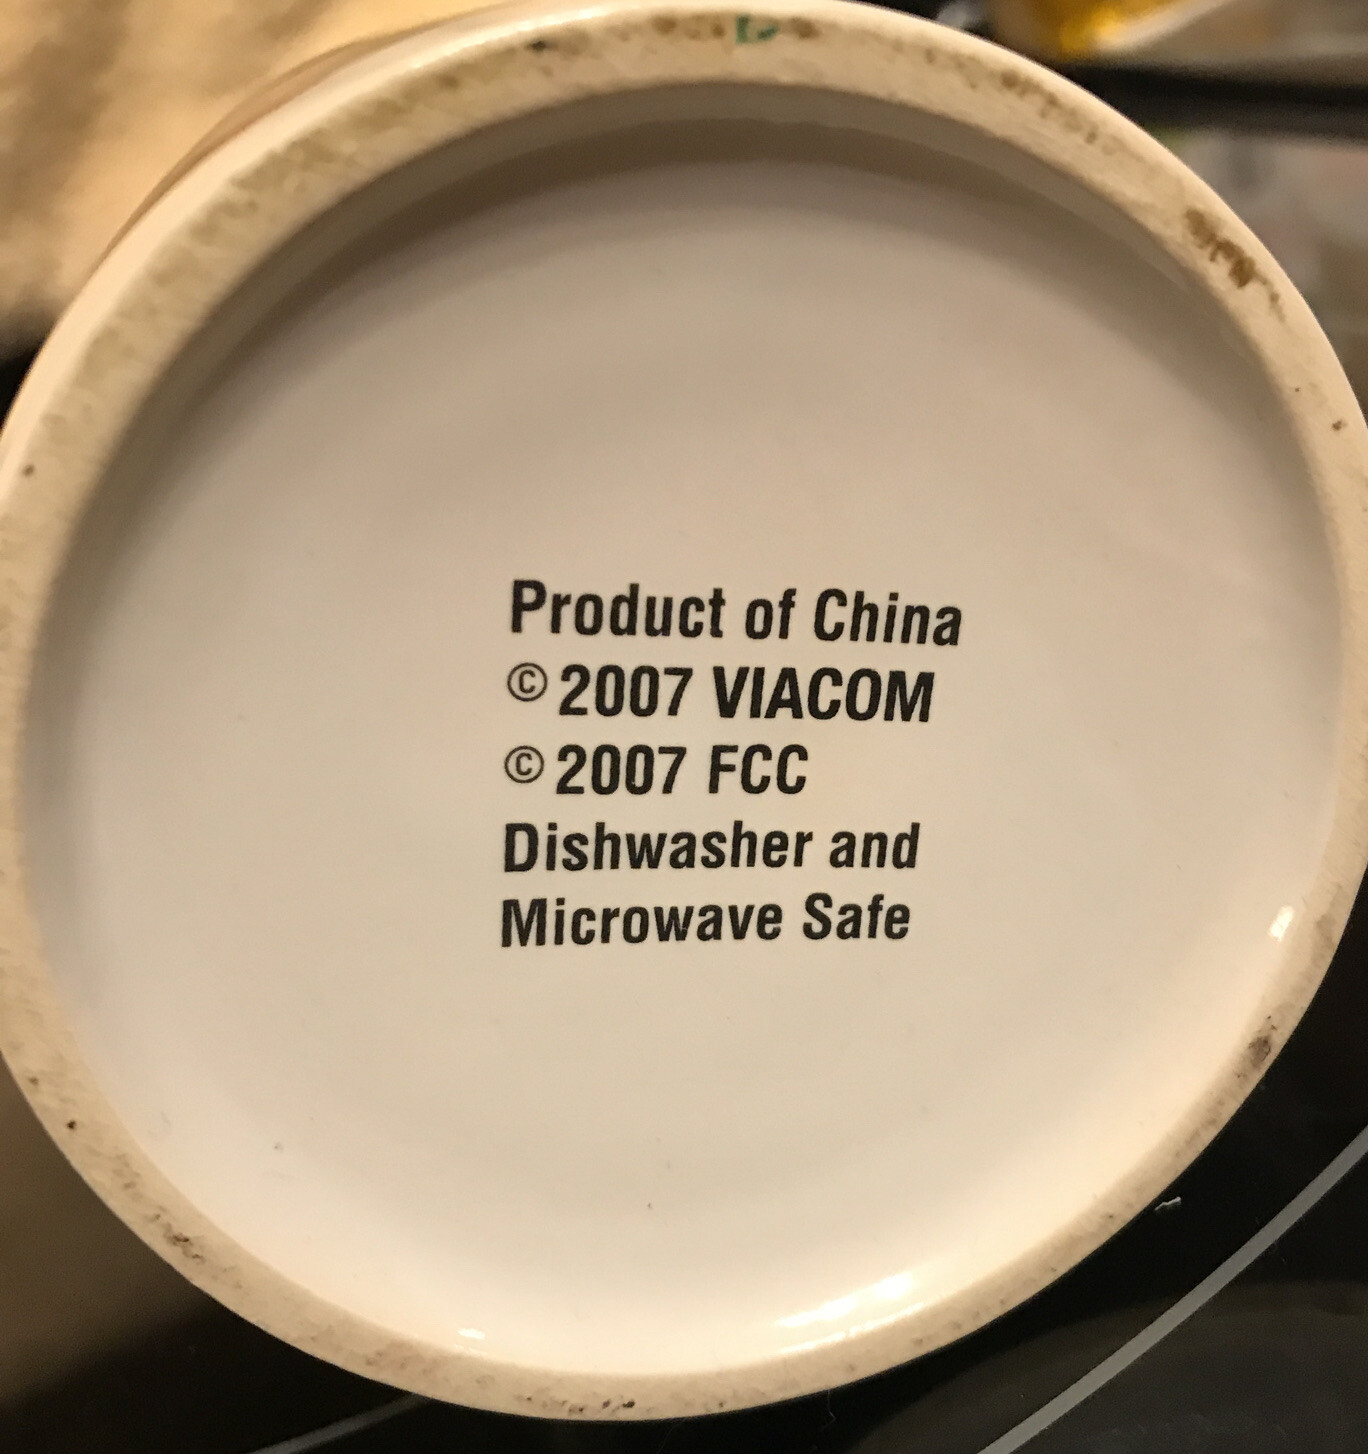 Product of China
© 2007 VIACOM
© 2007 FCC
Dishwasher and
Microwave Safe